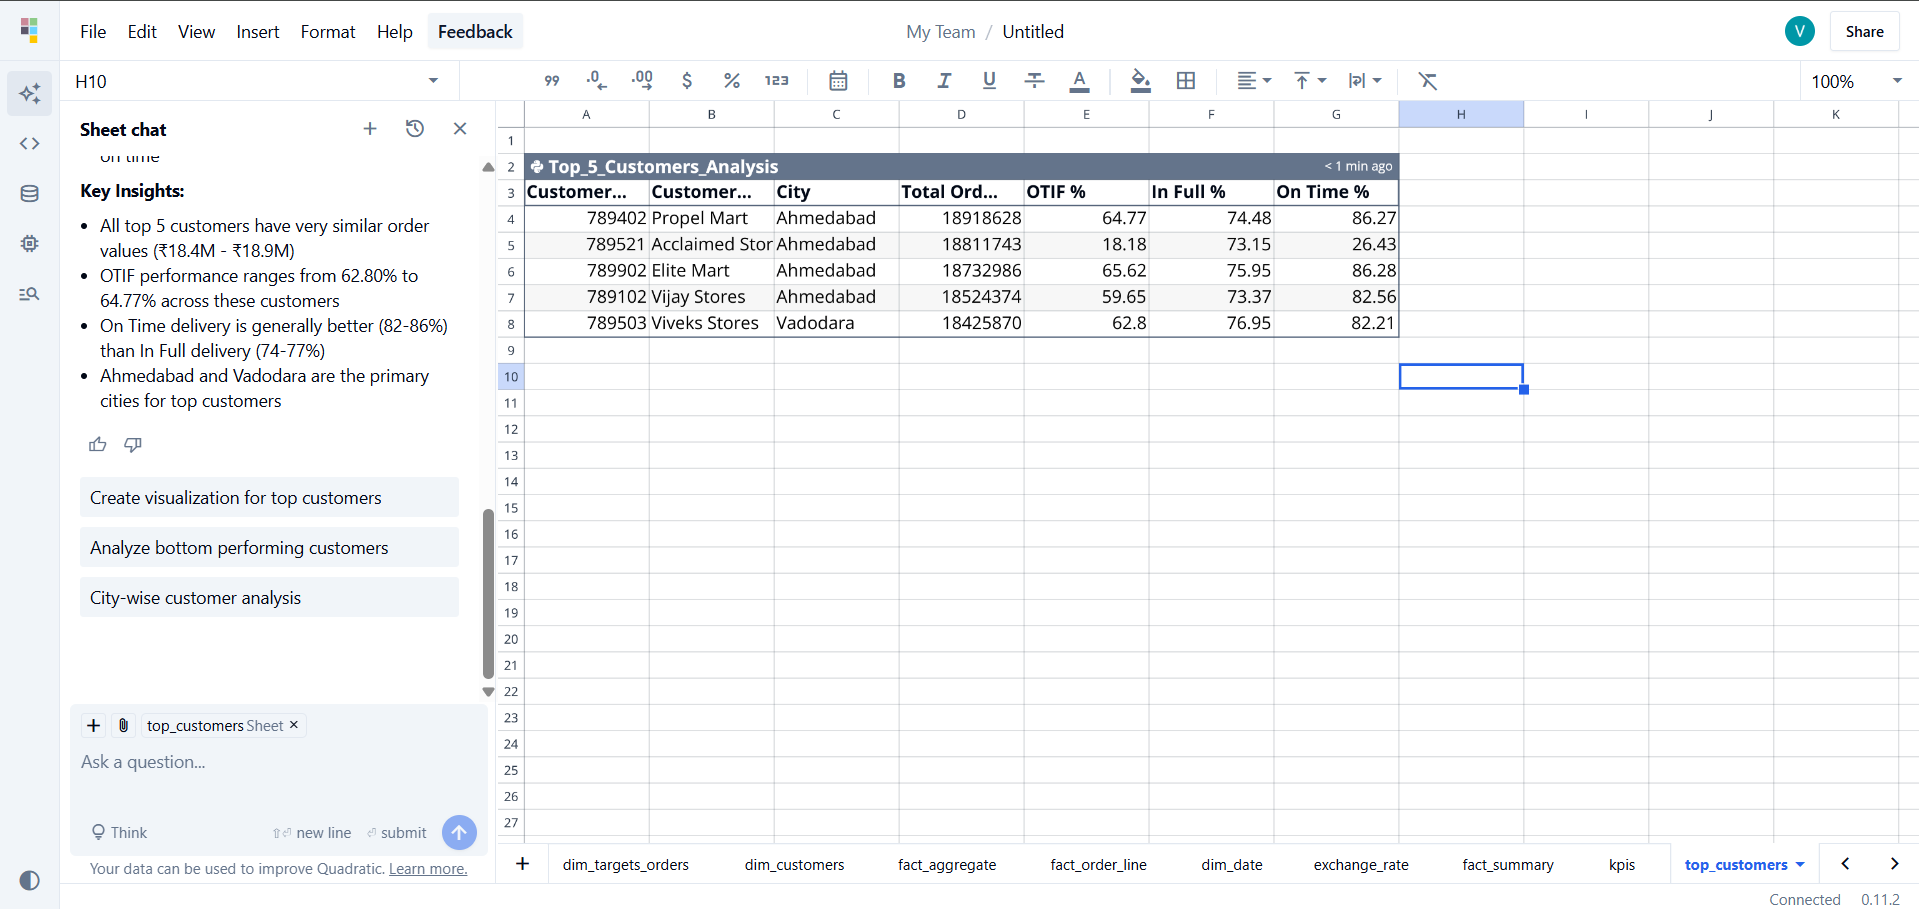 File Edit View Insert Format Help Feedback
My Team / Untitled
V Share
H10
99 .0 .00 $ % 123 B I U A 100%
Sheet chat
on time
Key Insights:
All top 5 customers have very similar order
values (₹18.4M - ₹18.9M)
OTIF performance ranges from 62.80% to
64.77% across these customers
On Time delivery is generally better (82-86%)
than In Full delivery (74-77%)
Ahmedabad and Vadodara are the primary
cities for top customers
Create visualization for top customers
Analyze bottom performing customers
City-wise customer analysis
top_customers Sheet ×
Ask a question...
Think new line submit
Your data can be used to improve Quadratic. Learn more.
A B C D E F G H I J K
1
2 Top_5_Customers_Analysis < 1 min ago
3 Customer... Customer... City Total Ord... OTIF % In Full % On Time %
4 789402 Propel Mart Ahmedabad 18918628 64.77 74.48 86.27
5 789521 Acclaimed Stor Ahmedabad 18811743 18.18 73.15 26.43
6 789902 Elite Mart Ahmedabad 18732986 65.62 75.95 86.28
7 789102 Vijay Stores Ahmedabad 18524374 59.65 73.37 82.56
8 789503 Viveks Stores Vadodara 18425870 62.8 76.95 82.21
9
10
11
12
13
14
15
16
17
18
19
20
21
22
23
24
25
26
27
+ dim_targets_orders dim_customers fact_aggregate fact_order_line dim_date exchange_rate fact_summary kpis top_customers
Connected 0.11.2